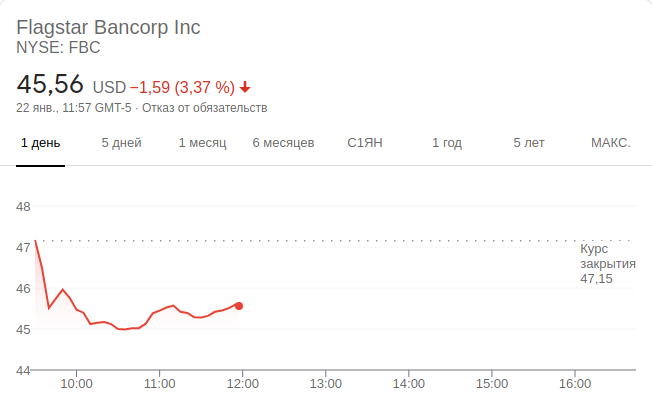 Flagstar Bancorp Inc
NYSE: FBC
45,56 USD −1,59 (3,37 %)
22 янв., 11:57 GMT-5 · Отказ от обязательств
1 день 5 дней 1 месяц 6 месяцев С1ЯН 1 год 5 лет МАКС.
48
47
Курс
закрытия
47,15
46
45
44
10:00 11:00 12:00 13:00 14:00 15:00 16:00